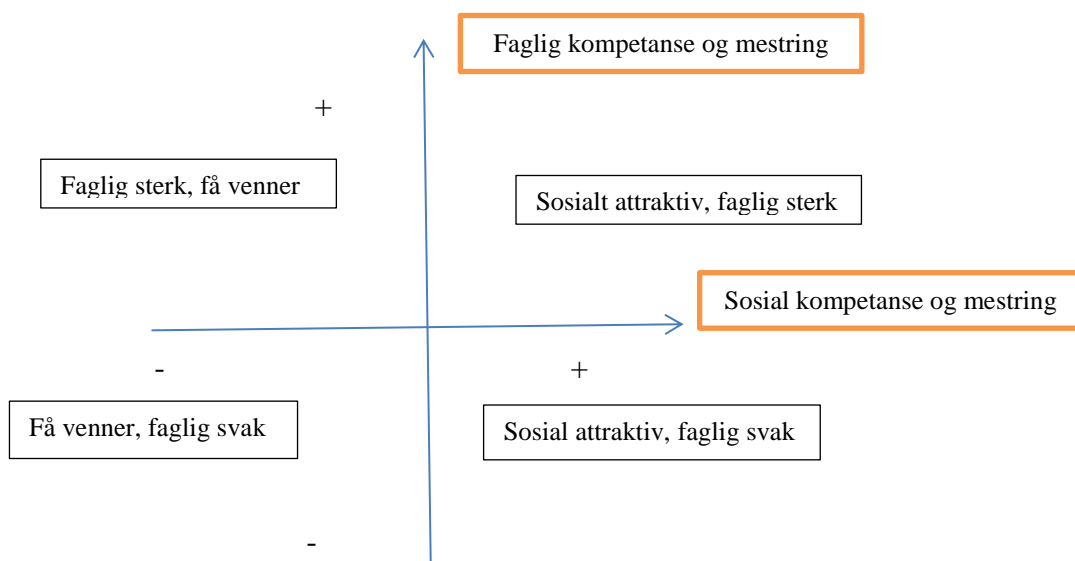 Faglig kompetanse og mestring
+
Faglig sterk, få venner
Sosialt attraktiv, faglig sterk
Sosial kompetanse og mestring
-
+
Få venner, faglig svak
Sosial attraktiv, faglig svak
-